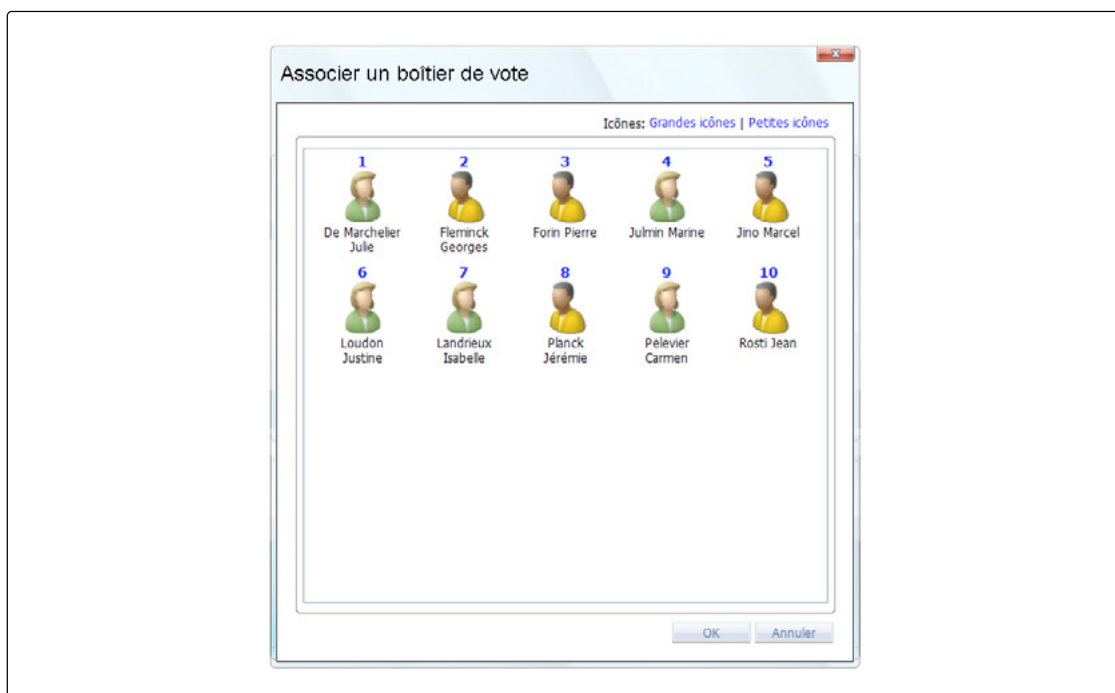 Associer un boîtier de vote
Icônes: Grandes icônes | Petites icônes
1 2 3 4 5
De Marchelier Fleminck Forin Pierre Julmin Marine Jino Marcel
Julie Georges
6 7 8 9 10
Loudon Landrieux Planck Pelevier Rosti Jean
Justine Isabelle Jérémie Carmen
OK Annuler